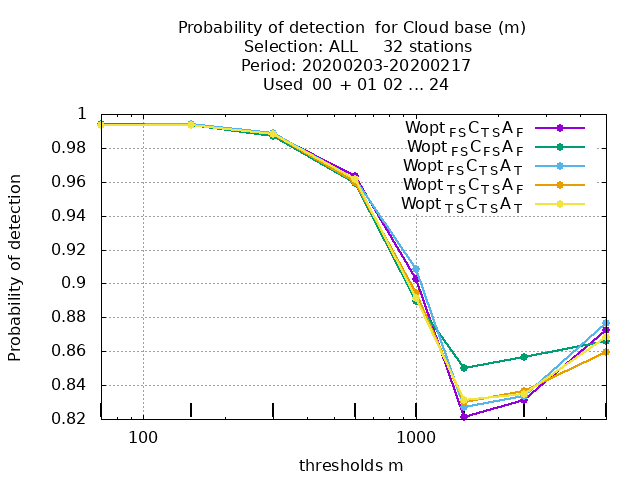 Probability of detection  for Cloud base (m)
Selection: ALL     32 stations
Period: 20200203-20200217
Used  00 + 01 02 ... 24
Probability of detection
1
0.98
0.96
0.94
0.92
0.9
0.88
0.86
0.84
0.82
Wopt FS C TS A F
Wopt FS C FS A F
Wopt FS C TS A T
Wopt TS C TS A F
Wopt TS C TS A T
100
1000
thresholds m